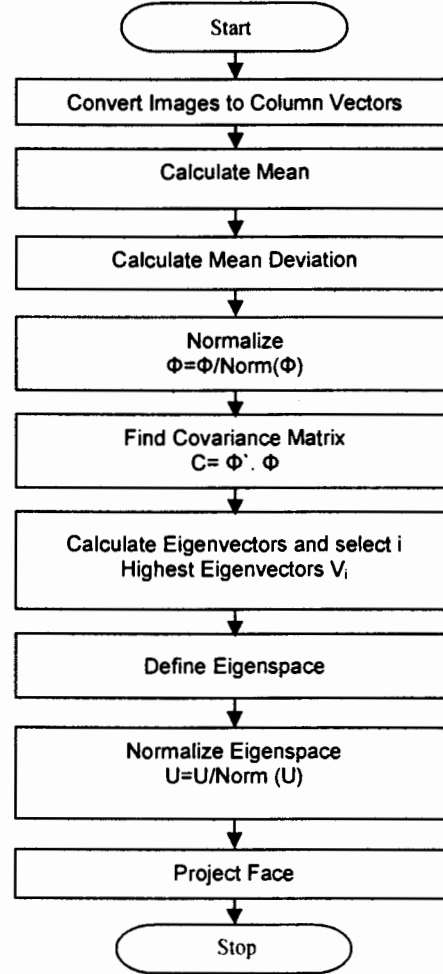 Start
Convert Images to Column Vectors
Calculate Mean
Calculate Mean Deviation
Normalize
Φ=Φ/Norm(Φ)
Find Covariance Matrix
C= Φ`. Φ
Calculate Eigenvectors and select i
Highest Eigenvectors Vᵢ
Define Eigenspace
Normalize Eigenspace
U=U/Norm (U)
Project Face
Stop